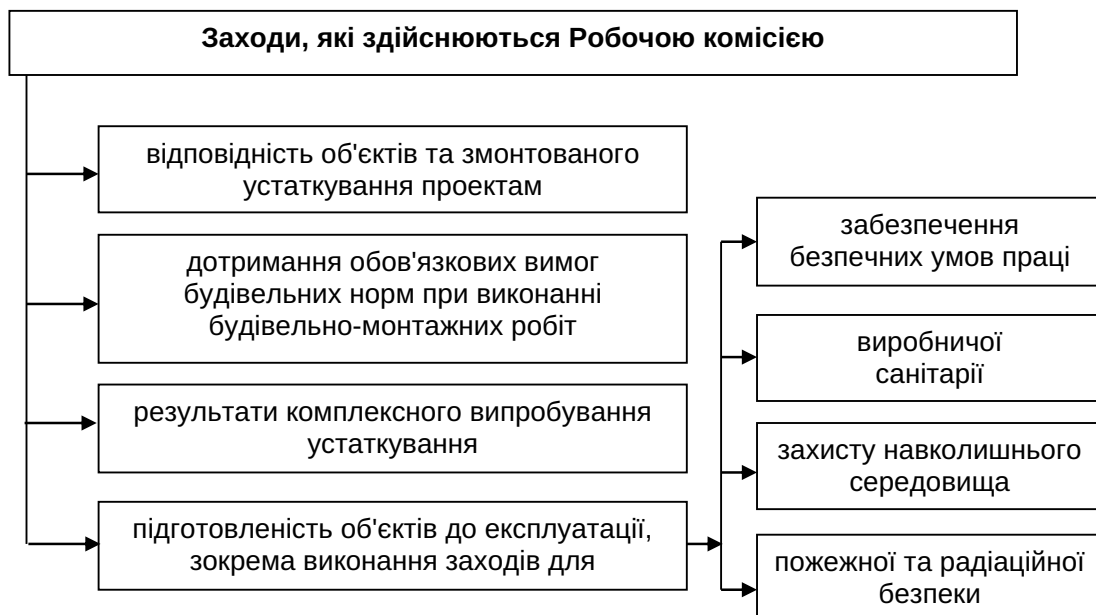 Заходи, які здійснюються Робочою комісією
відповідність об'єктів та змонтованого
устаткування проектам
дотримання обов'язкових вимог
будівельних норм при виконанні
будівельно-монтажних робіт
результати комплексного випробування
устаткування
підготовленість об'єктів до експлуатації,
зокрема виконання заходів для
забезпечення
безпечних умов праці
виробничої
санітарії
захисту навколишнього
середовища
пожежної та радіаційної
безпеки